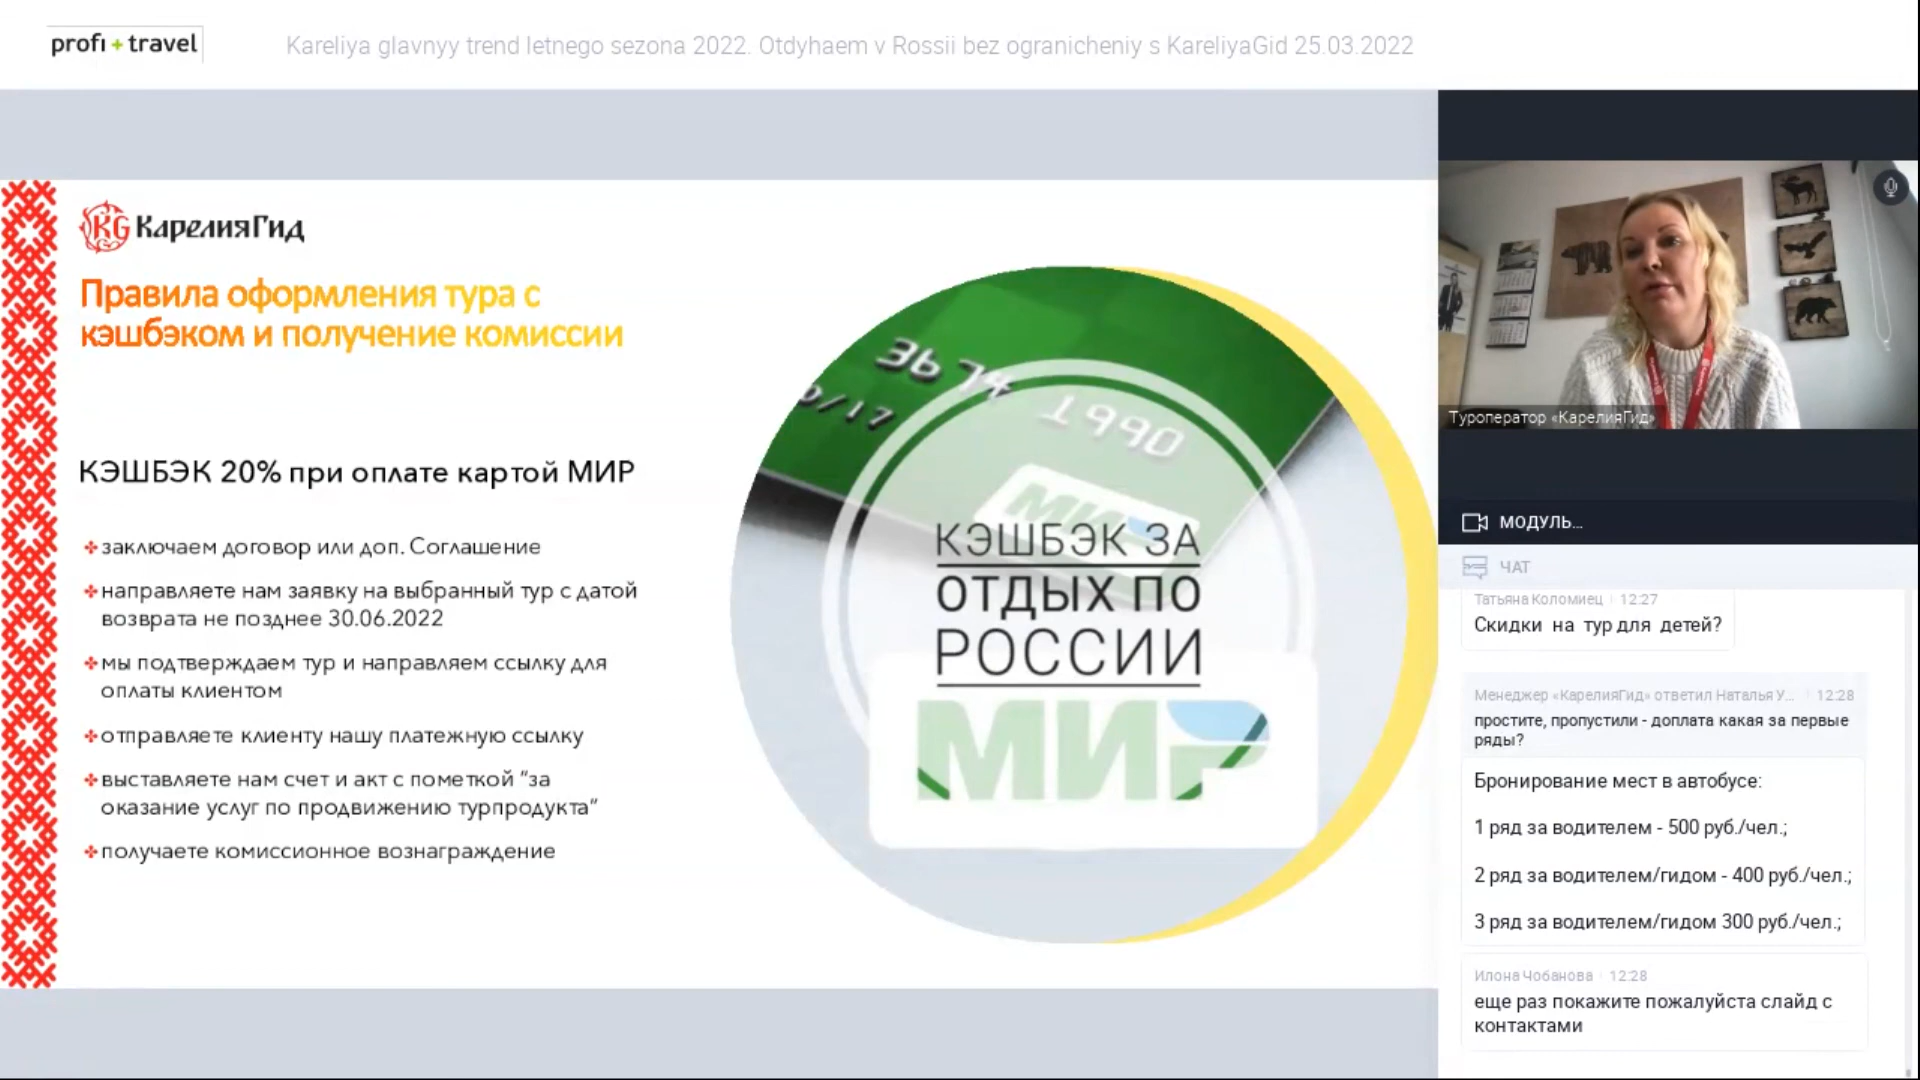 profi + travel
Kareliya glavnyy trend letnego sezona 2022. Otdyhaem v Rossii bez ogranicheniy s KareliyaGid 25.03.2022
KG КарелияГид
Правила оформления тура с
кэшбэком и получение комиссии
КЭШБЭК 20% при оплате картой МИР
заключаем договор или доп. Соглашение
направляете нам заявку на выбранный тур с датой
возврата не позднее 30.06.2022
мы подтверждаем тур и направляем ссылку для
оплаты клиентом
отправляете клиенту нашу платежную ссылку
выставляете нам счет и акт с пометкой “за
оказание услуг по продвижению турпродукта”
получаете комиссионное вознаграждение
3674 1990
0/17
МИР
КЭШБЭК ЗА
ОТДЫХ ПО
РОССИИ
МИР
Туроператор «КарелияГид»
МОДУЛЬ...
ЧАТ
Татьяна Коломиец 12:27
Скидки на тур для детей?
Менеджер «КарелияГид» ответил Наталья У... 12:28
простите, пропустили - доплата какая за первые
ряды?
Бронирование мест в автобусе:
1 ряд за водителем - 500 руб./чел.;
2 ряд за водителем/гидом - 400 руб./чел.;
3 ряд за водителем/гидом 300 руб./чел.;
Илона Чобанова 12:28
еще раз покажите пожалуйста слайд с
контактами